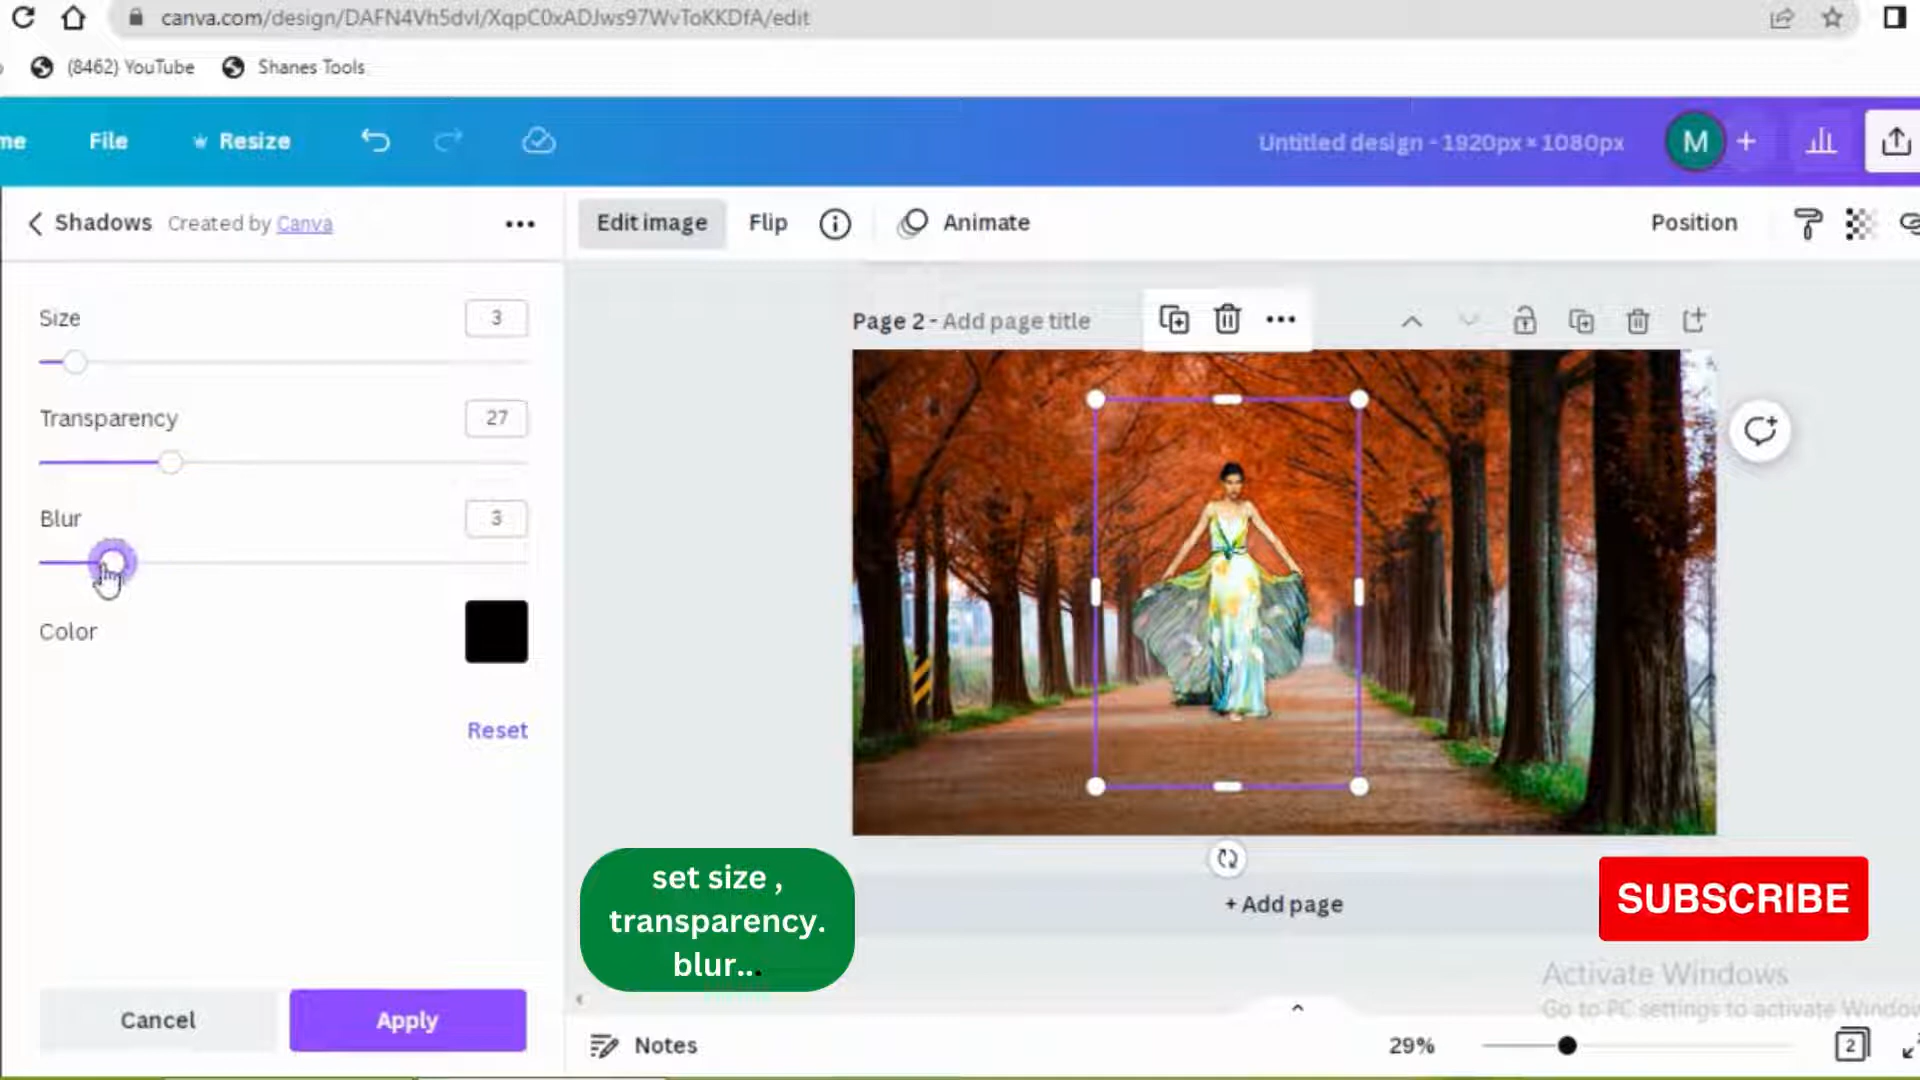 canva.com/design/DAFN4Vh5dvI/XqpC0xADJws97WvToKKDfA/edit
(8462) YouTube Shanes Tools
me File Resize Untitled design - 1920px × 1080px M +
Shadows Created by Canva Edit image Flip Animate Position
Size 3
Page 2 - Add page title
Transparency 27
Blur 3
Color
Reset
set size ,
transparency.
blur...
SUBSCRIBE
+ Add page
Activate Windows
Go to PC settings to activate Window
Cancel Apply
Notes 29% 2